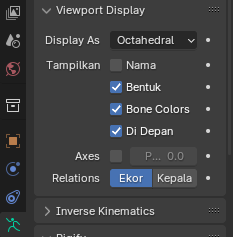 Viewport Display
Display As Octahedral
Tampilkan Nama
Bentuk
Bone Colors
Di Depan
Axes P... 0.0
Relations Ekor Kepala
Inverse Kinematics
Rigify